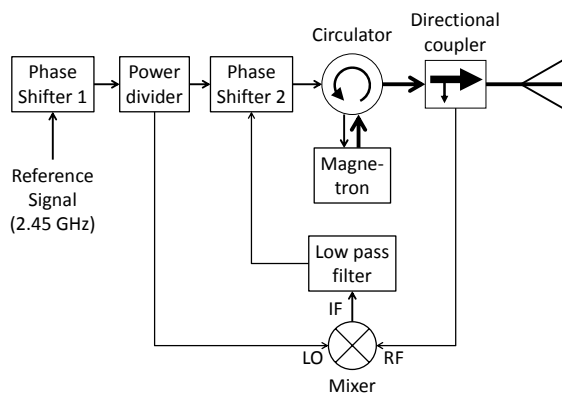 Circulator
Directional
coupler
Phase
Shifter 1
Power
divider
Phase
Shifter 2
Magne-
tron
Reference
Signal
(2.45 GHz)
Low pass
filter
IF
LO
RF
Mixer